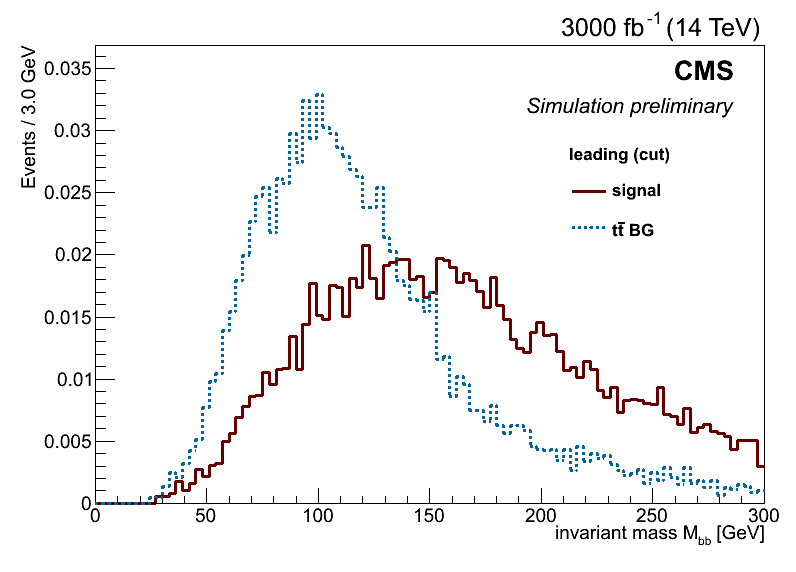 3000 fb-1 (14 TeV)
CMS
Simulation preliminary
leading (cut)
signal
tt̄ BG
Events / 3.0 GeV
0.035
0.03
0.025
0.02
0.015
0.01
0.005
0
0 50 100 150 200 250 300
invariant mass Mbb [GeV]